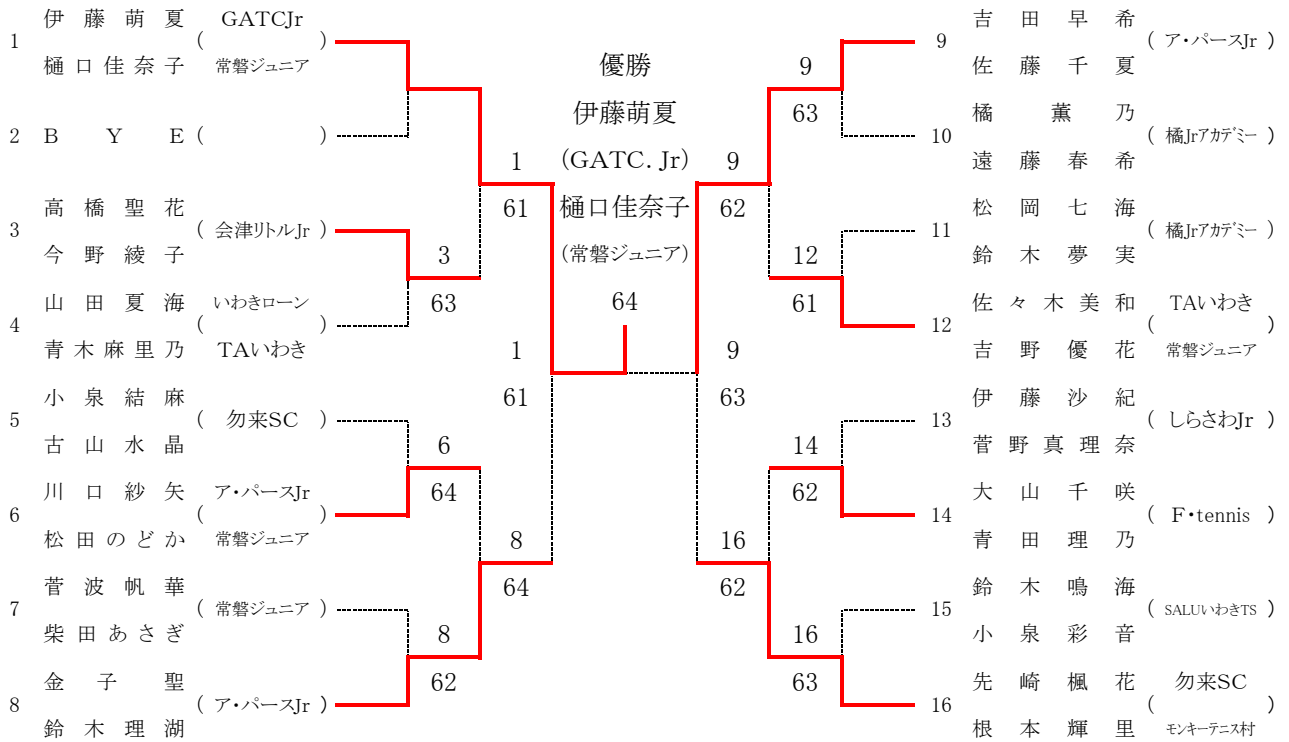 伊藤萌夏 GATCJr
1 ( )
樋口佳奈子 常磐ジュニア
2 BYE ( )
高橋聖花
3 ( 会津リトルJr )
今野綾子
山田夏海 いわきローン
4 ( )
青木麻里乃 TAいわき
小泉結麻
5 ( 勿来SC )
古山水晶
川口紗矢 ア・パースJr
6 ( )
松田のどか 常磐ジュニア
菅波帆華
7 ( 常磐ジュニア )
柴田あさぎ
金子聖
8 ( ア・パースJr )
鈴木理湖
3
63
6
64
8
62
1
61
8
64
1
61
優勝
伊藤萌夏
(GATC. Jr)
樋口佳奈子
(常磐ジュニア)
64
9
63
9
62
16
62
9
63
12
61
14
62
16
63
吉田早希
9 ( ア・パースJr )
佐藤千夏
橘薫乃
10 ( 橘Jrアカデミー )
遠藤春希
松岡七海
11 ( 橘Jrアカデミー )
鈴木夢実
佐々木美和 TAいわき
12 ( )
吉野優花 常磐ジュニア
伊藤沙紀
13 ( しらさわJr )
菅野真理奈
大山千咲
14 ( F・tennis )
青田理乃
鈴木鳴海
15 ( SALUいわきTS )
小泉彩音
先崎楓花 勿来SC
16 ( )
根本輝里 モンキーテニス村